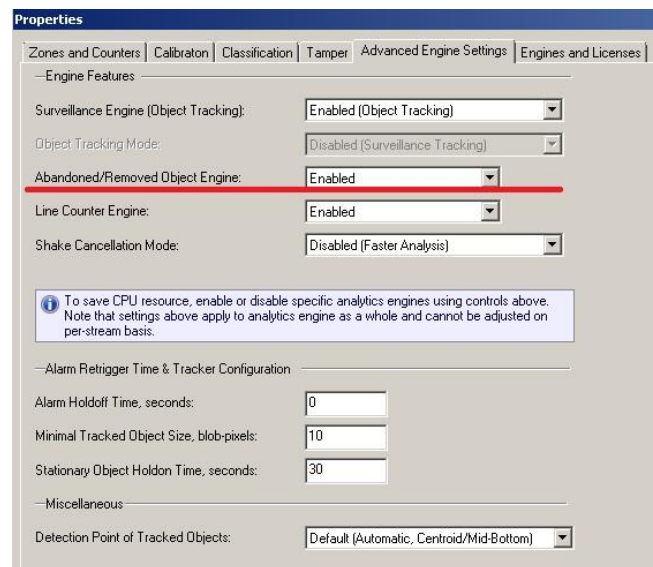 Properties
Zones and Counters Calibraton Classification Tamper Advanced Engine Settings Engines and Licenses
Engine Features
Surveillance Engine (Object Tracking): Enabled (Object Tracking)
Object Tracking Mode: Disabled (Surveillance Tracking)
Abandoned/Removed Object Engine: Enabled
Line Counter Engine: Enabled
Shake Cancellation Mode: Disabled (Faster Analysis)
To save CPU resource, enable or disable specific analytics engines using controls above.
Note that settings above apply to analytics engine as a whole and cannot be adjusted on
per-stream basis.
Alarm Retrigger Time & Tracker Configuration
Alarm Holdoff Time, seconds: 0
Minimal Tracked Object Size, blob-pixels: 10
Stationary Object Holdon Time, seconds: 30
Miscellaneous
Detection Point of Tracked Objects: Default (Automatic, Centroid/Mid-Bottom)